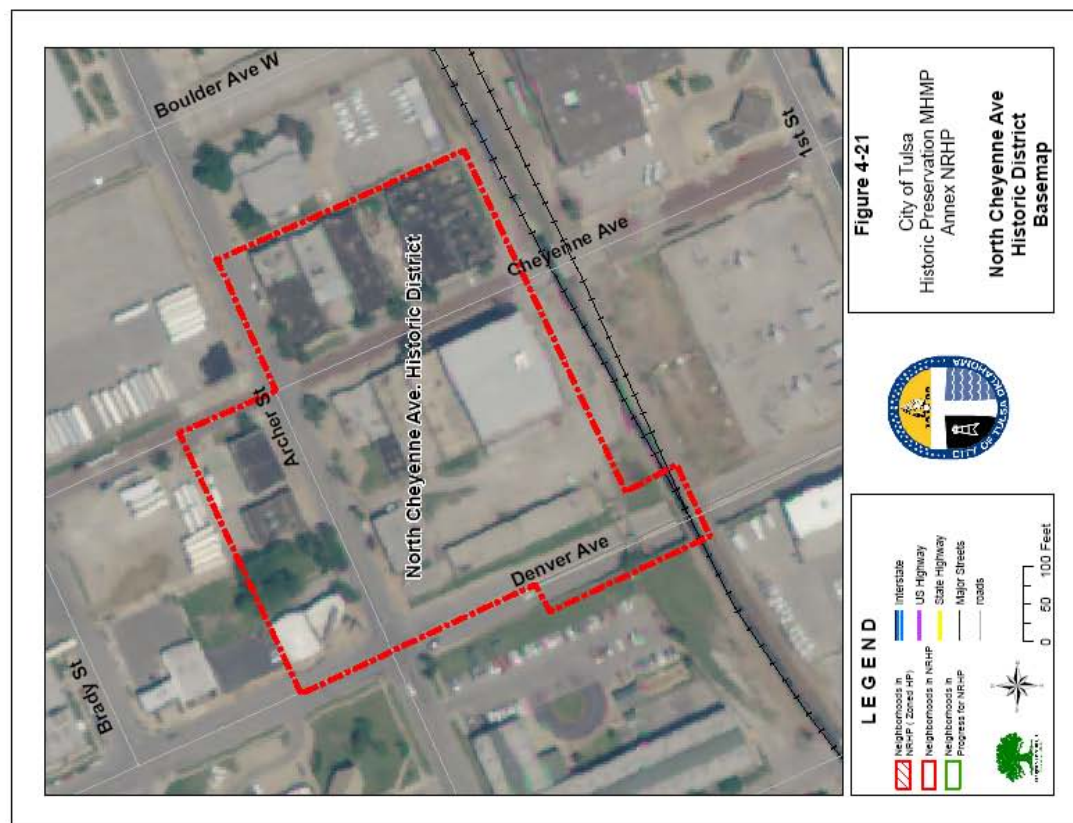 Boulder Ave W
1st St
Cheyenne Ave
North Cheyenne Ave. Historic District
Archer St
Denver Ave
Brady St
Figure 4-21
City of Tulsa
Historic Preservation MHMP
Annex NRHP
North Cheyenne Ave
Historic District
Basemap
CITY OF TULSA OKLAHOMA
LEGEND
Neighborhoods in
NRHP ( Zoned HP)
Neighborhoods in NRHP
Neighborhoods in
Progress for NRHP
Interstate
US Highway
State Highway
Major Streets
roads
0 50 100 Feet